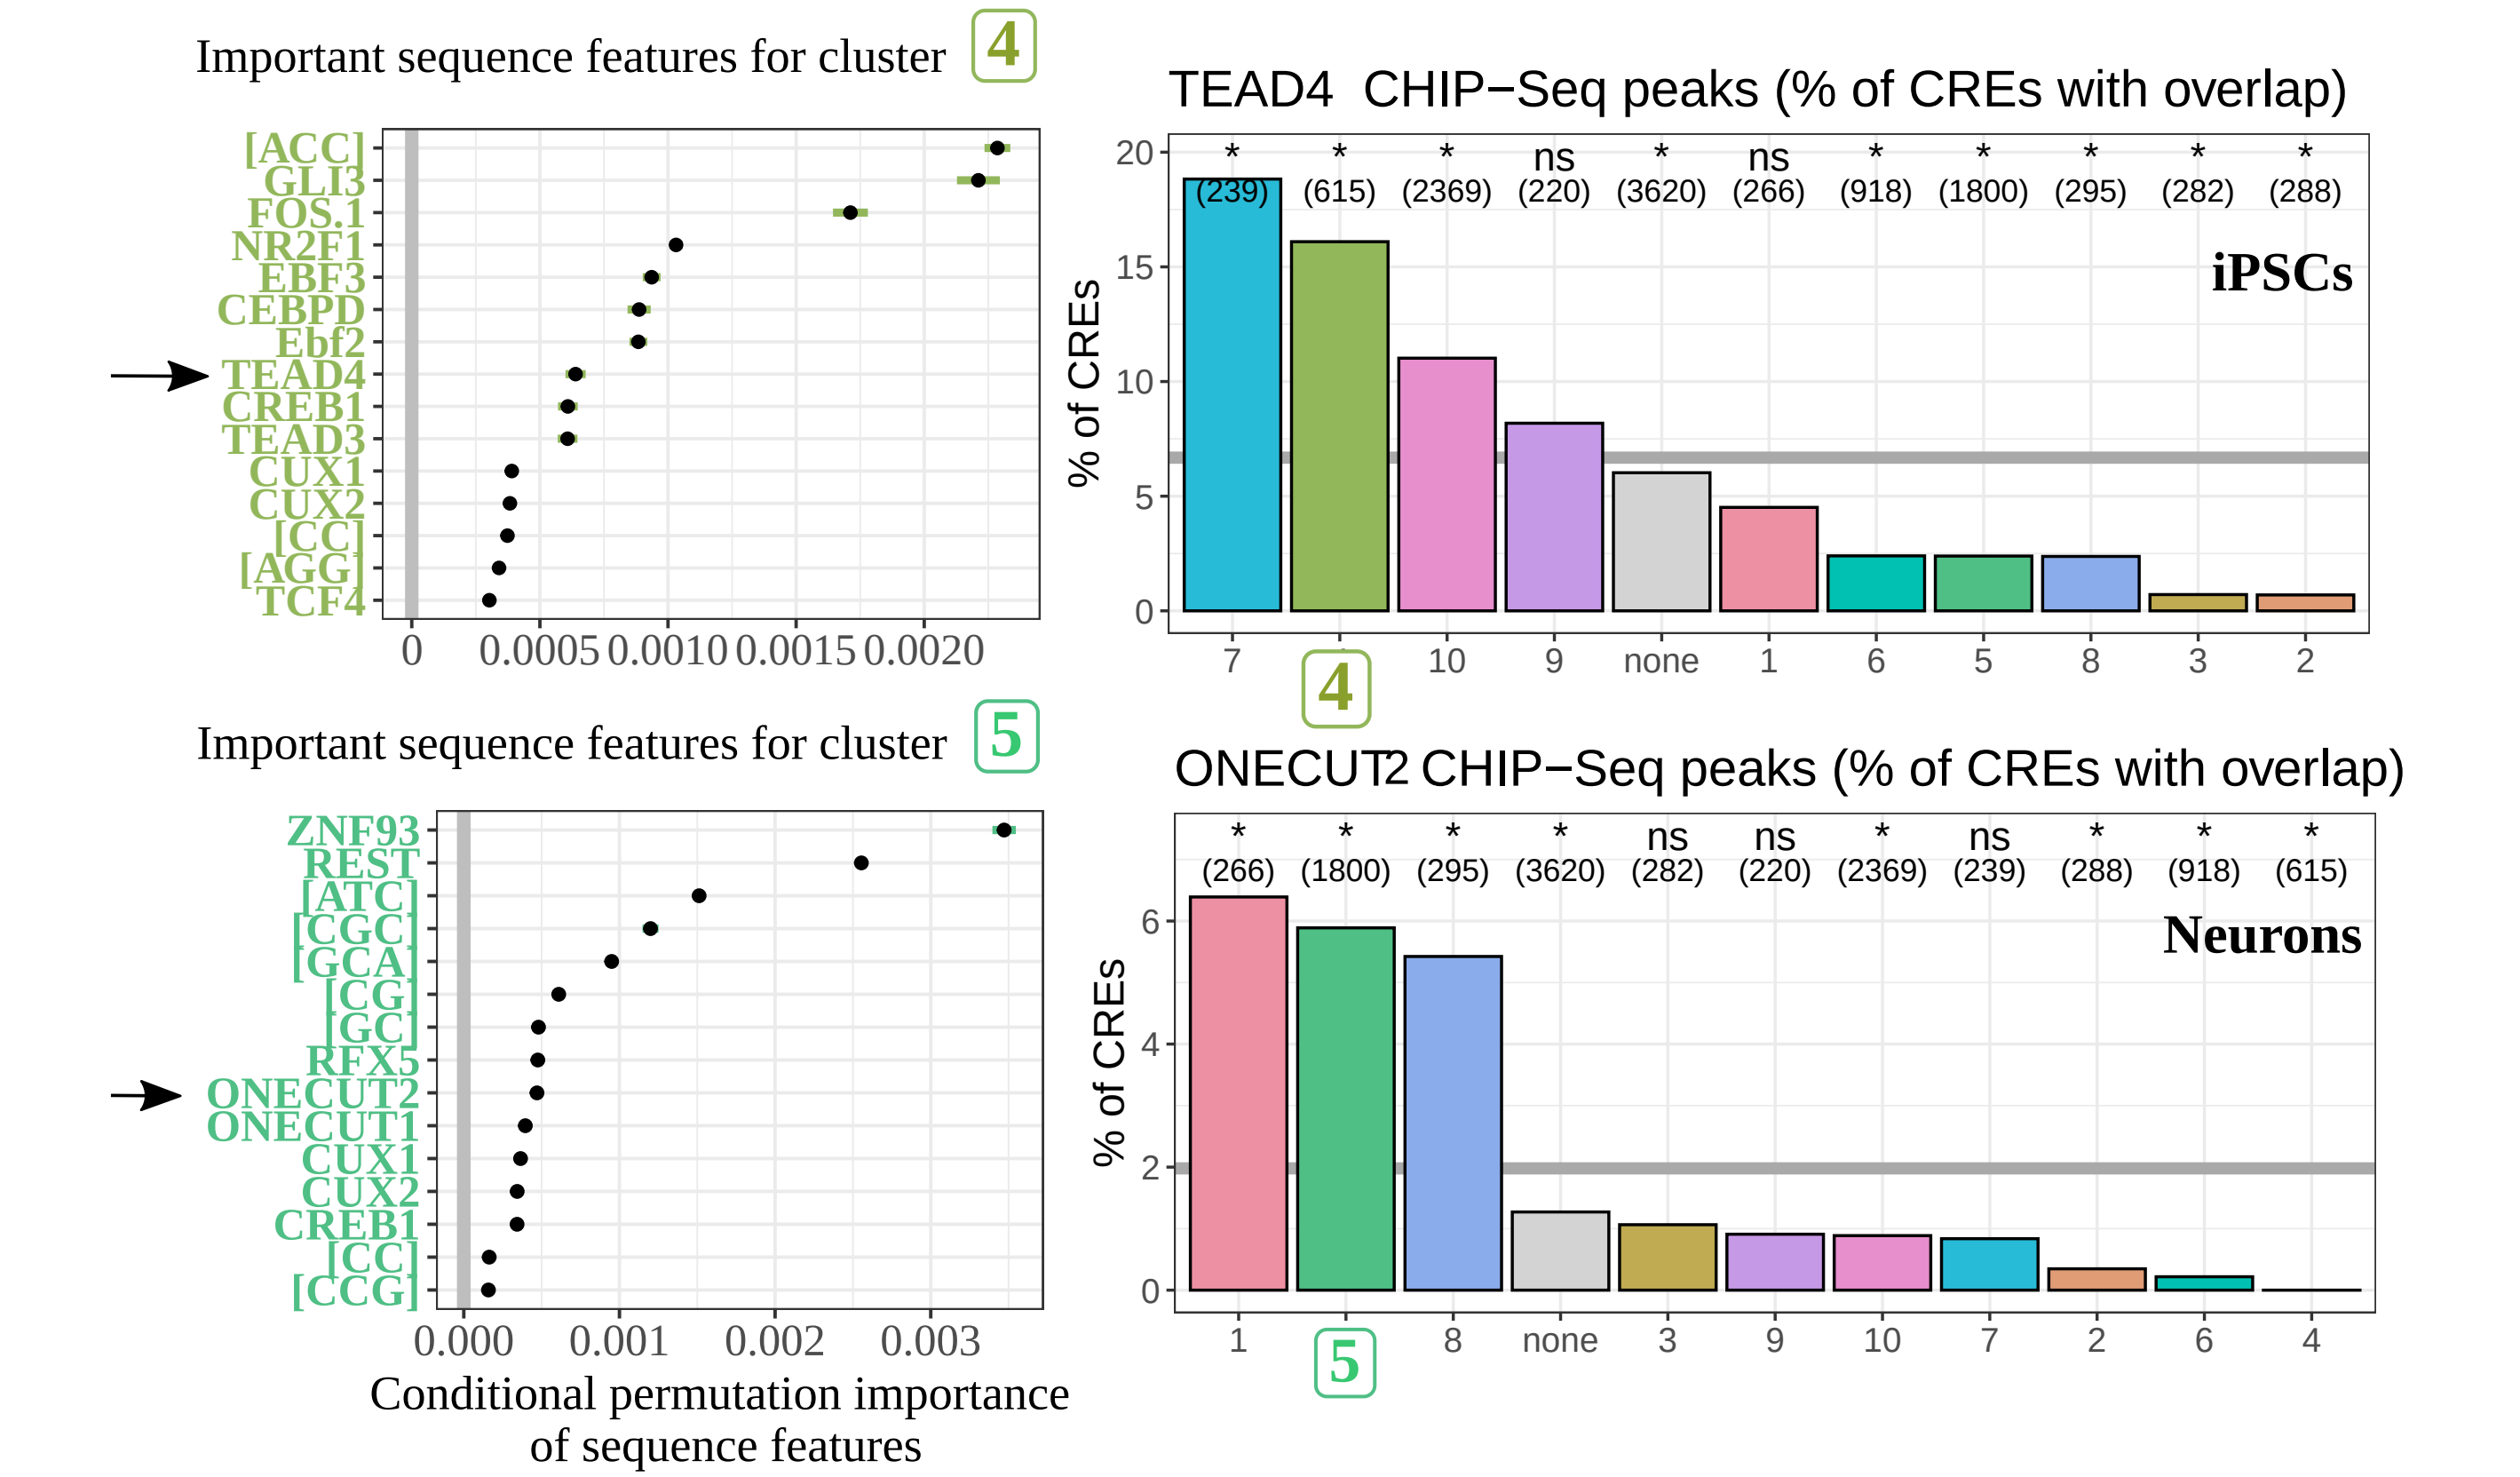 Important sequence features for cluster 4
[ACC]
GLI3
FOS.1
NR2F1
EBF3
CEBPD
Ebf2
TEAD4
CREB1
TEAD3
CUX1
CUX2
[CC]
[AGG]
TCF4
0 0.0005 0.0010 0.0015 0.0020
TEAD4 CHIP−Seq peaks (% of CREs with overlap)
% of CREs
20
15
10
5
0
* * * ns * ns * * * * *
(239) (615) (2369) (220) (3620) (266) (918) (1800) (295) (282) (288)
iPSCs
7 4 10 9 none 1 6 5 8 3 2
Important sequence features for cluster 5
ZNF93
REST
[ATC]
[CGC]
[GCA]
[CG]
[GC]
RFX5
ONECUT2
ONECUT1
CUX1
CUX2
CREB1
[CC]
[CCG]
0.000 0.001 0.002 0.003
Conditional permutation importance
of sequence features
ONECUT2 CHIP−Seq peaks (% of CREs with overlap)
% of CREs
6
4
2
0
* * * * ns ns * ns * * *
(266) (1800) (295) (3620) (282) (220) (2369) (239) (288) (918) (615)
Neurons
1 5 8 none 3 9 10 7 2 6 4